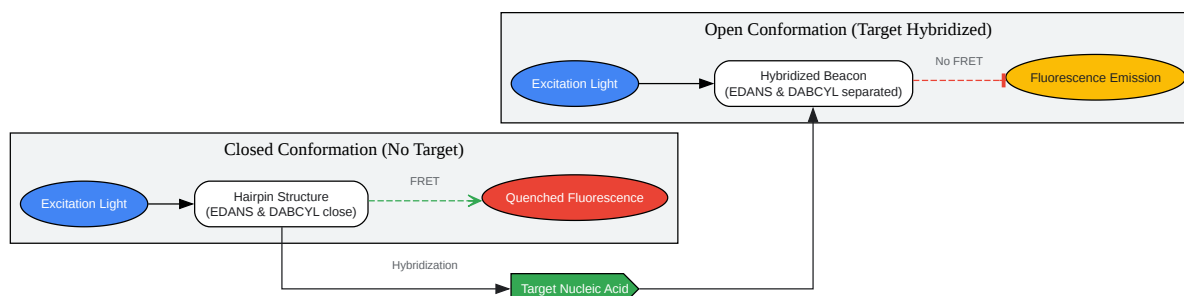 Open Conformation (Target Hybridized)
Excitation Light
Hybridized Beacon
(EDANS & DABCYL separated)
No FRET
Fluorescence Emission
Closed Conformation (No Target)
Excitation Light
Hairpin Structure
(EDANS & DABCYL close)
FRET
Quenched Fluorescence
Hybridization
Target Nucleic Acid